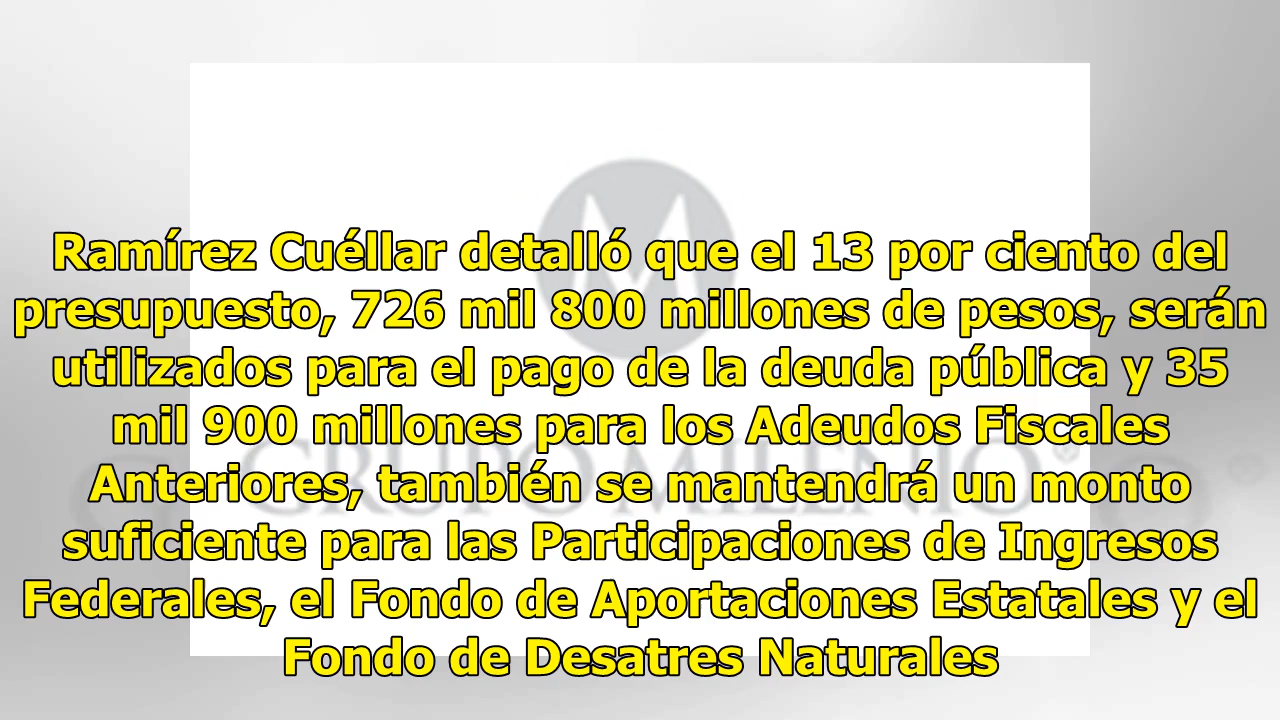 Ramírez Cuéllar detalló que el 13 por ciento del
presupuesto, 726 mil 800 millones de pesos, serán
utilizados para el pago de la deuda pública y 35
mil 900 millones para los Adeudos Fiscales
Anteriores, también se mantendrá un monto
suficiente para las Participaciones de Ingresos
Federales, el Fondo de Aportaciones Estatales y el
Fondo de Desatres Naturales
M
GRUPO MILENIO®